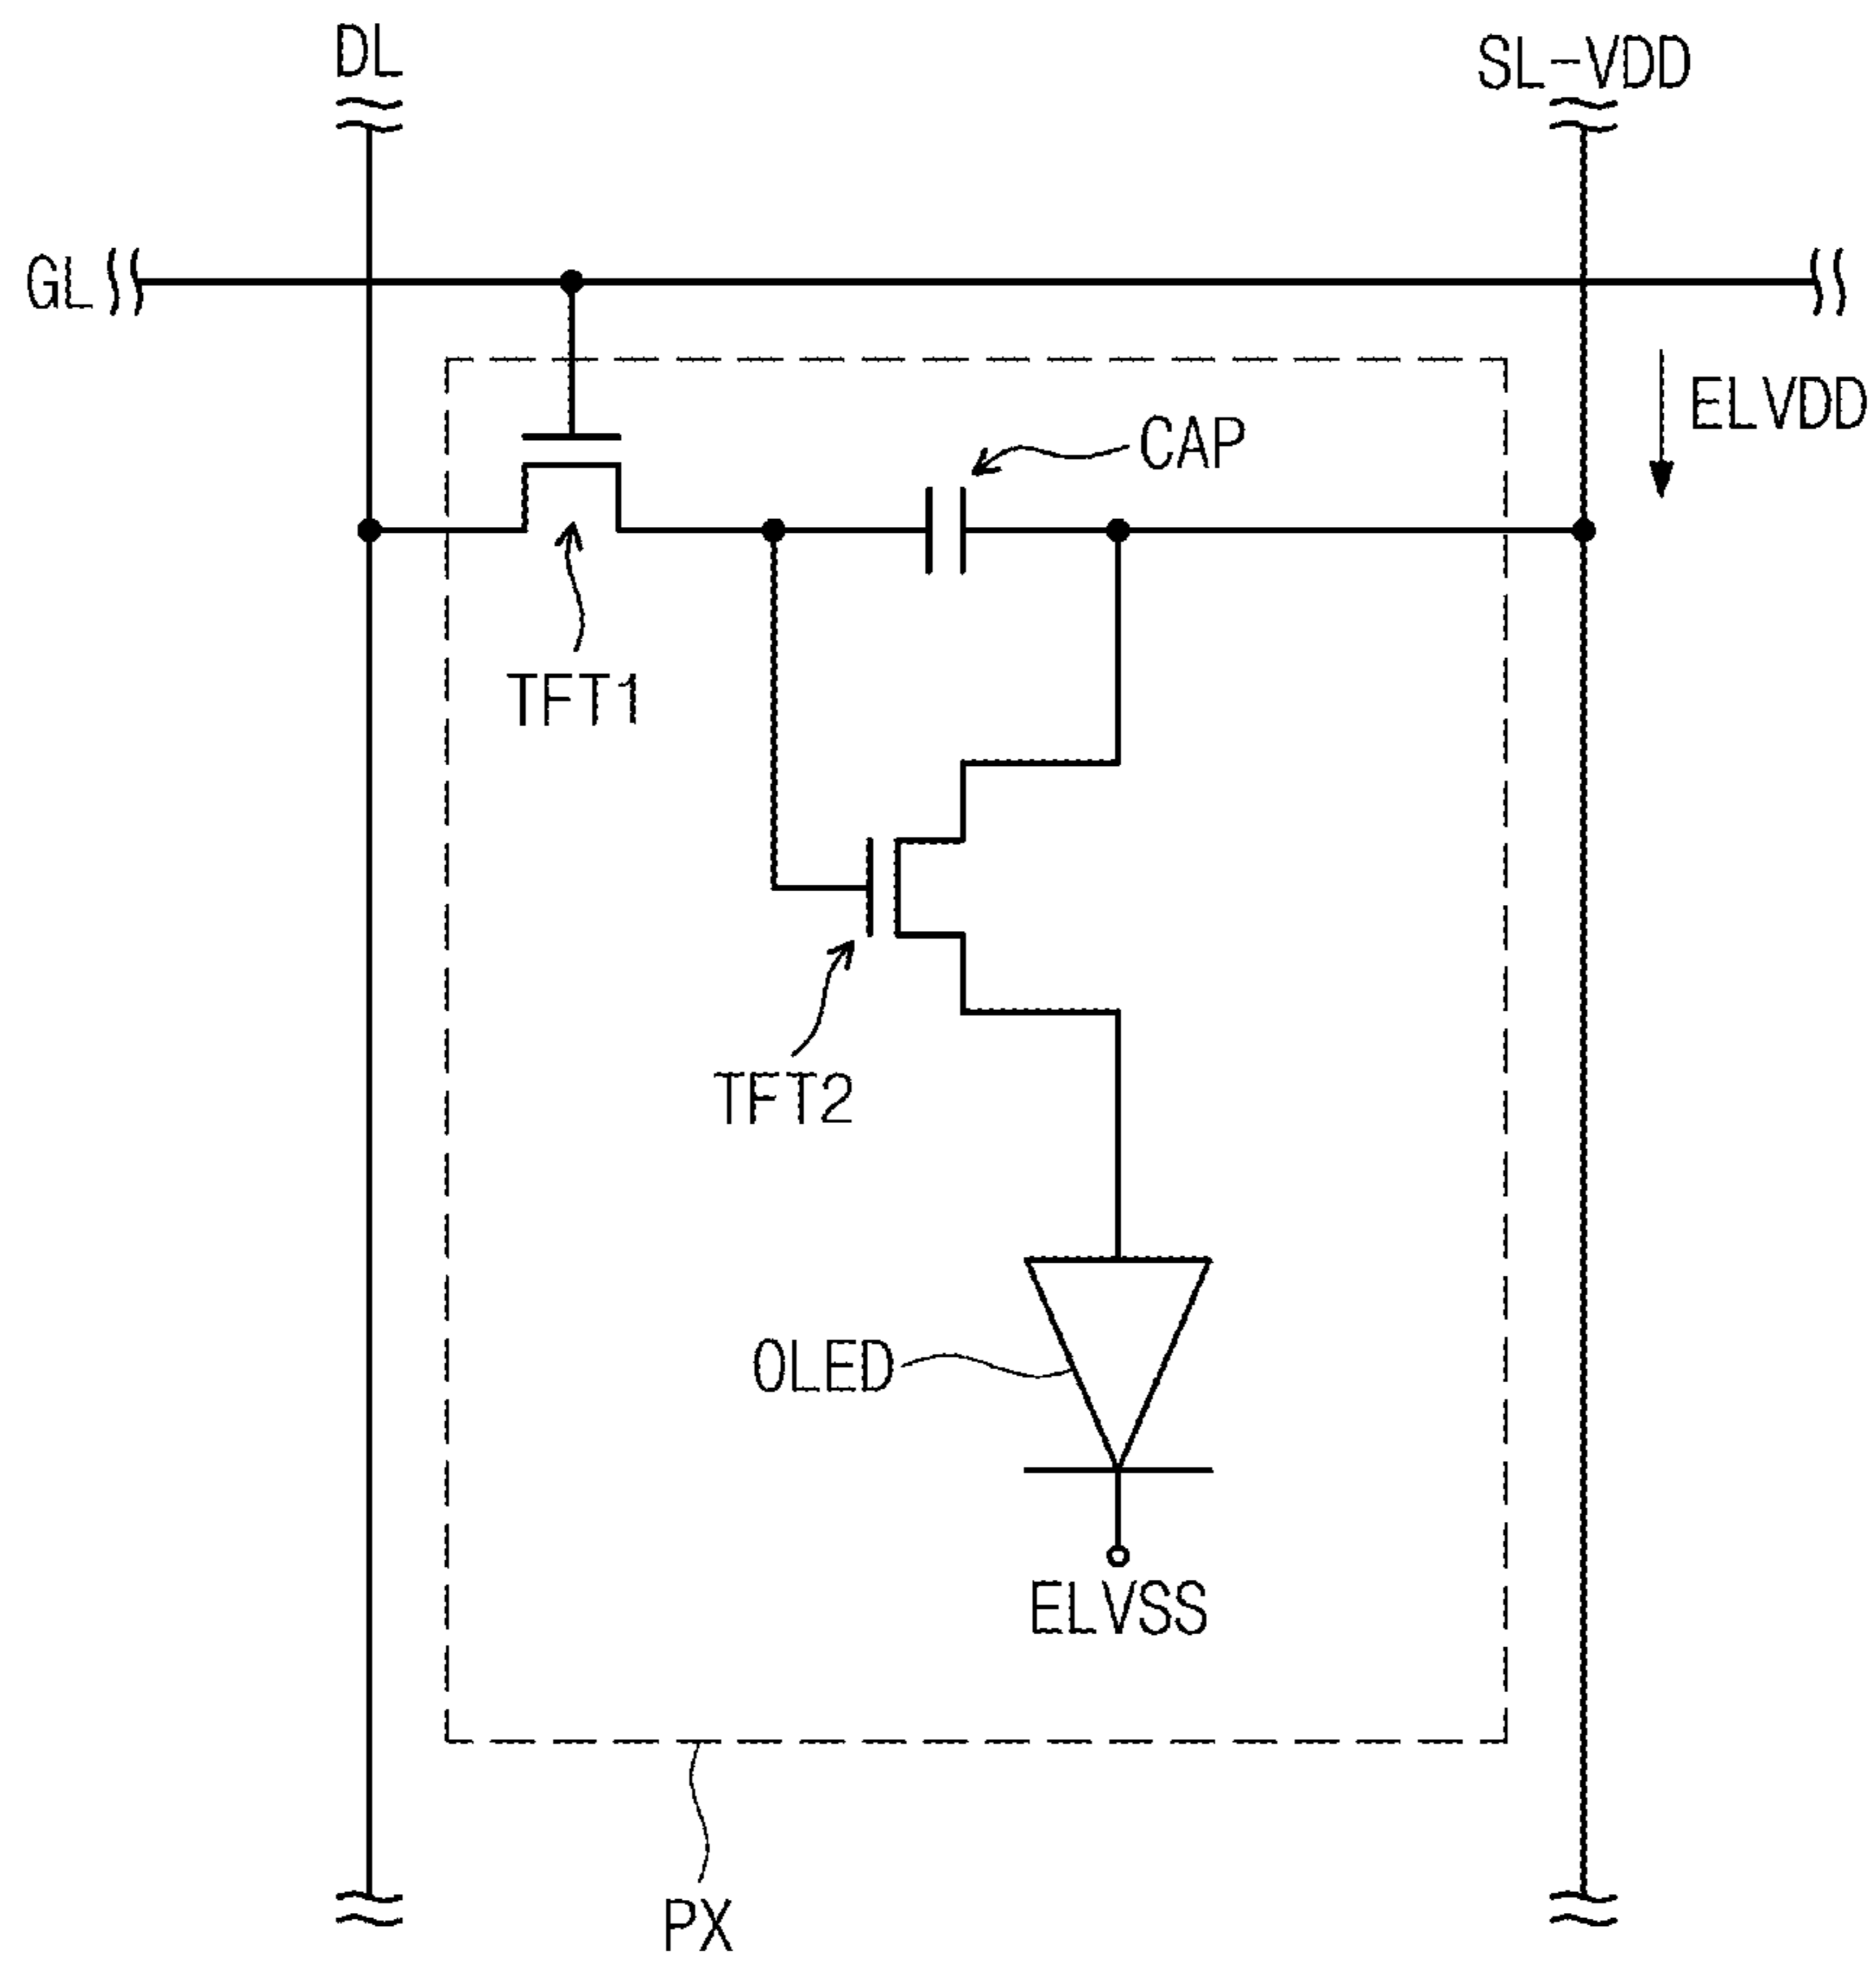 DL
SL-VDD
GL
ELVDD
CAP
TFT1
TFT2
OLED
ELVSS
PX